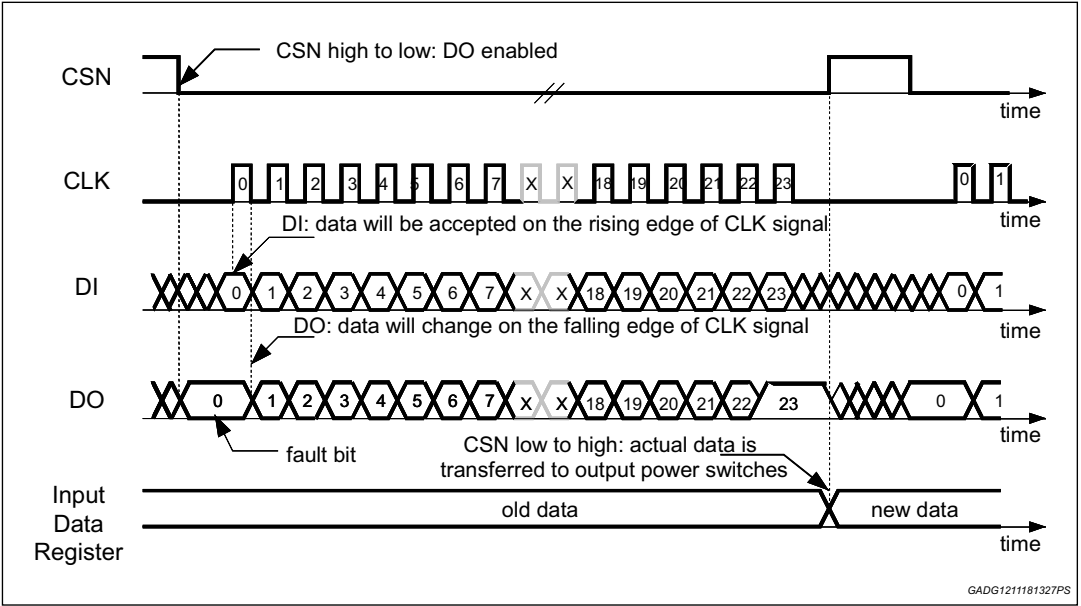 CSN high to low: DO enabled
CSN
time
CLK
0 1 2 3 4 5 6 7 X X 18 19 20 21 22 23 0 1
time
DI: data will be accepted on the rising edge of CLK signal
DI
0 1 2 3 4 5 6 7 X X 18 19 20 21 22 23 0 1
time
DO: data will change on the falling edge of CLK signal
DO
0 1 2 3 4 5 6 7 X X 18 19 20 21 22 23 0 1
time
fault bit
CSN low to high: actual data is
transferred to output power switches
Input
Data
Register
old data
new data
time
GADG1211181327PS